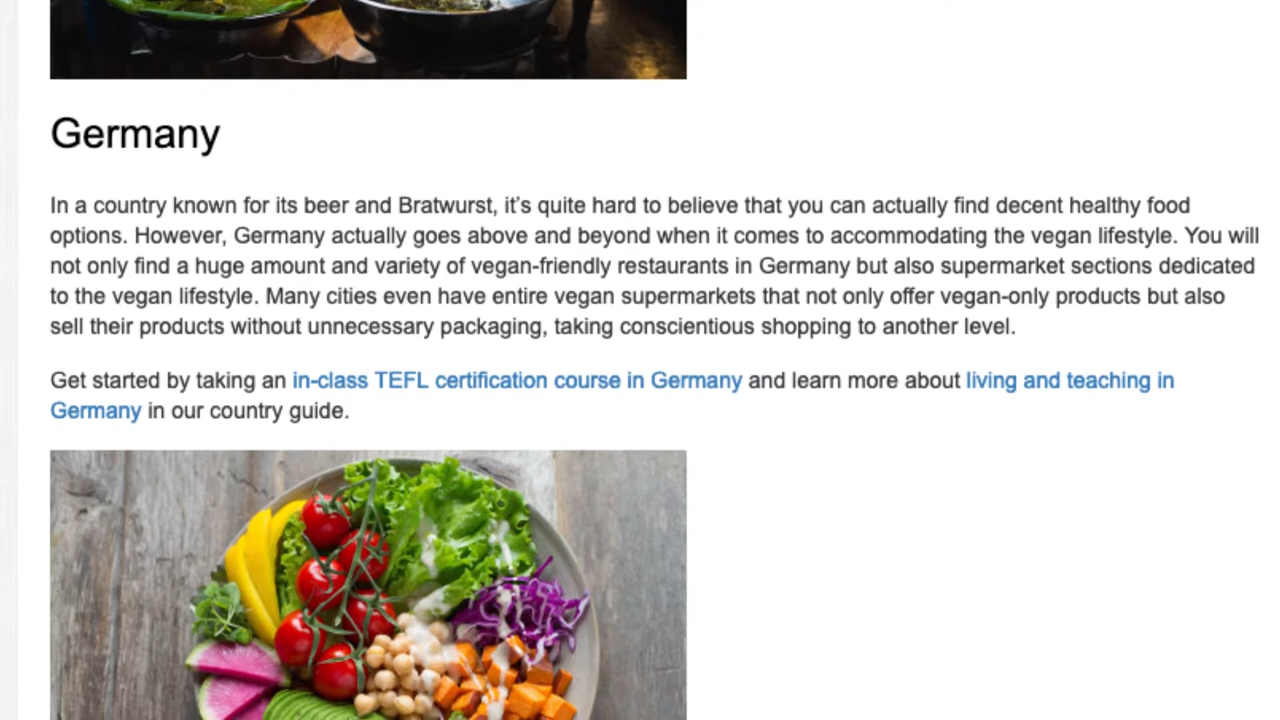 Germany
In a country known for its beer and Bratwurst, it's quite hard to believe that you can actually find decent healthy food
options. However, Germany actually goes above and beyond when it comes to accommodating the vegan lifestyle. You will
not only find a huge amount and variety of vegan-friendly restaurants in Germany but also supermarket sections dedicated
to the vegan lifestyle. Many cities even have entire vegan supermarkets that not only offer vegan-only products but also
sell their products without unnecessary packaging, taking conscientious shopping to another level.
Get started by taking an in-class TEFL certification course in Germany and learn more about living and teaching in
Germany in our country guide.